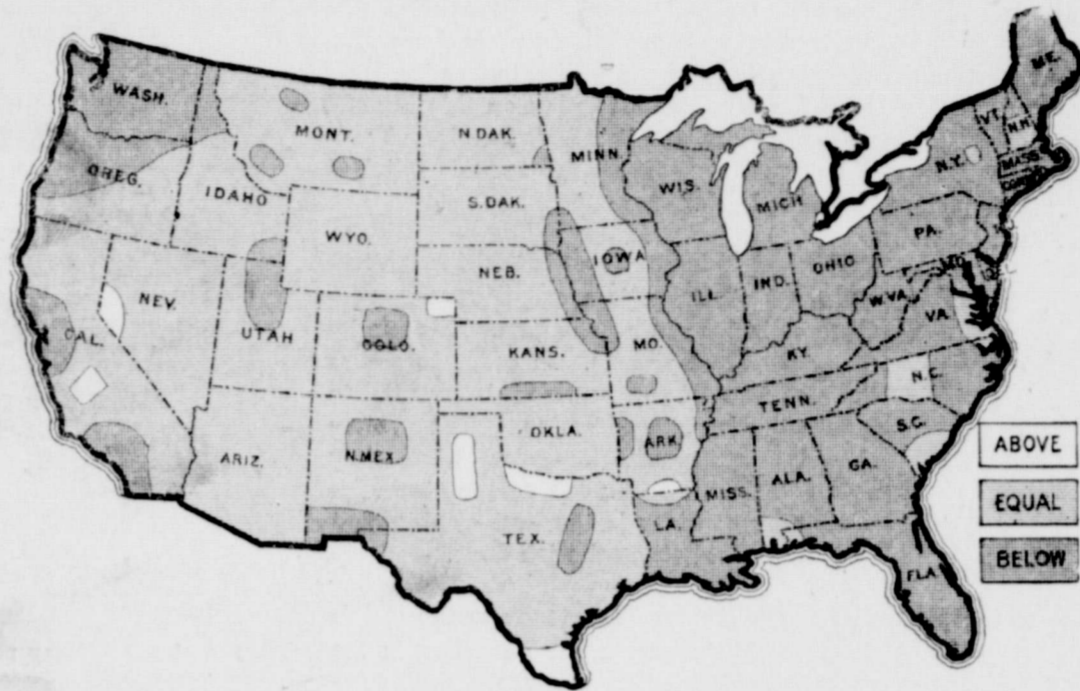 WASH.
MONT.
N.DAK.
MINN.
ME.
VT.
N.H.
OREG.
IDAHO
S.DAK.
WIS.
MICH
N.Y.
MASS
CONN
WYO.
PA.
NEB.
IOWA
NEV.
ILL.
IND.
OHIO
MD.
W.VA.
VA.
CAL.
UTAH
COLO.
KANS.
MO.
KY.
N.C.
TENN.
ARIZ.
N.MEX.
OKLA.
ARK.
S.C.
MISS.
ALA.
GA.
TEX.
LA.
FLA
ABOVE
EQUAL
BELOW